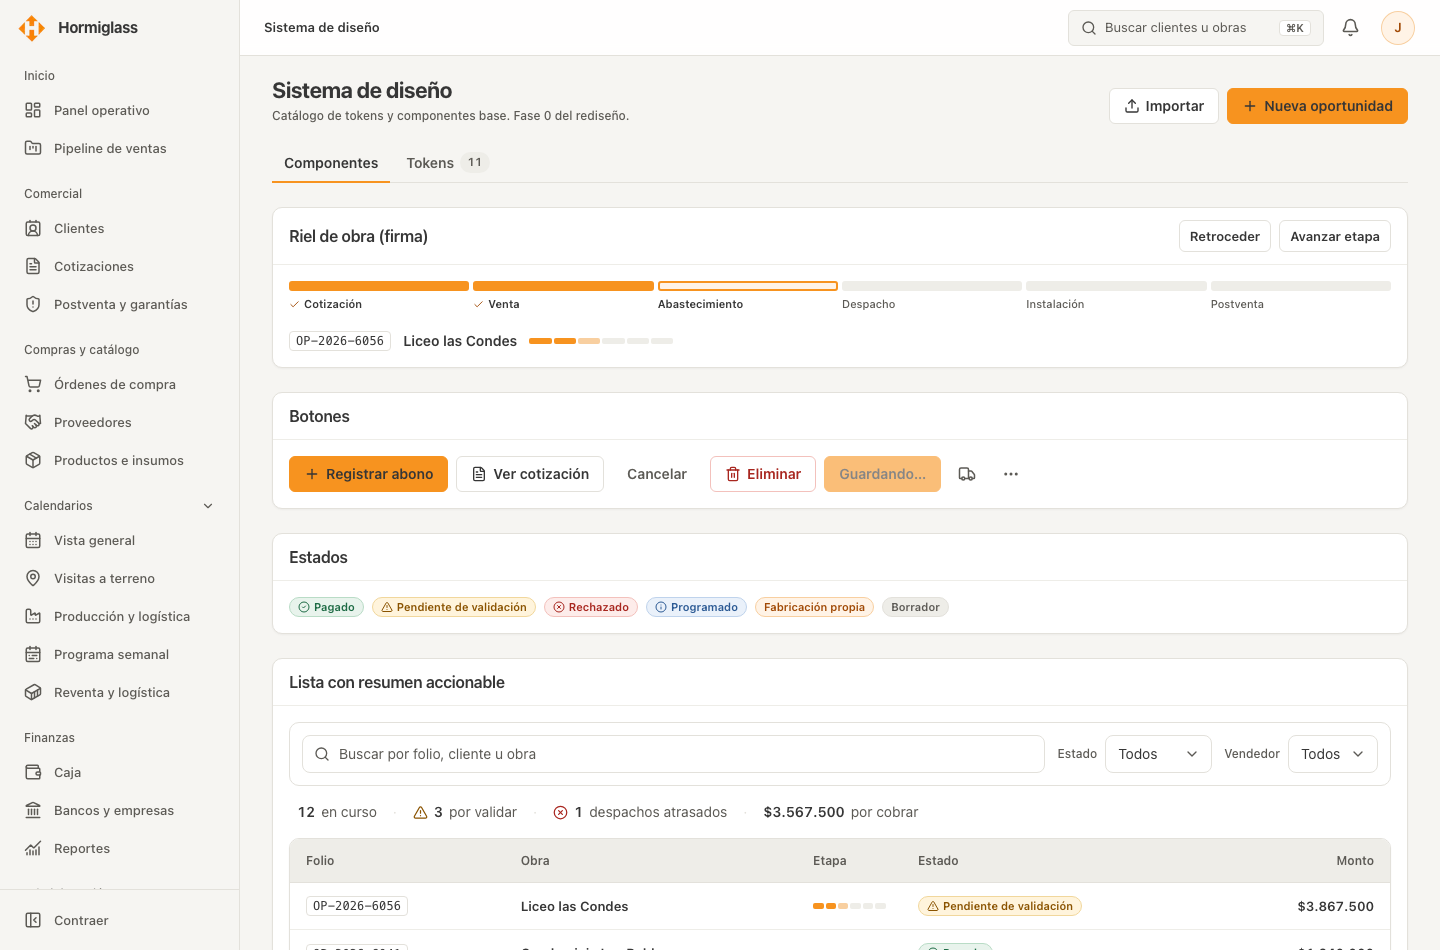 Hormiglass
Inicio
Panel operativo
Pipeline de ventas
Comercial
Clientes
Cotizaciones
Postventa y garantías
Compras y catálogo
Órdenes de compra
Proveedores
Productos e insumos
Calendarios
Vista general
Visitas a terreno
Producción y logística
Programa semanal
Reventa y logística
Finanzas
Caja
Bancos y empresas
Reportes
Contraer
Sistema de diseño
Buscar clientes u obras ⌘K
J
Sistema de diseño
Catálogo de tokens y componentes base. Fase 0 del rediseño.
Importar
Nueva oportunidad
Componentes Tokens 11
Riel de obra (firma)
Retroceder Avanzar etapa
Cotización Venta Abastecimiento Despacho Instalación Postventa
OP-2026-6056 Liceo las Condes
Botones
Registrar abono Ver cotización Cancelar Eliminar Guardando...
Estados
Pagado Pendiente de validación Rechazado Programado Fabricación propia Borrador
Lista con resumen accionable
Buscar por folio, cliente u obra Estado Todos Vendedor Todos
12 en curso · 3 por validar · 1 despachos atrasados · $3.567.500 por cobrar
Folio Obra Etapa Estado Monto
OP-2026-6056 Liceo las Condes Pendiente de validación $3.867.500